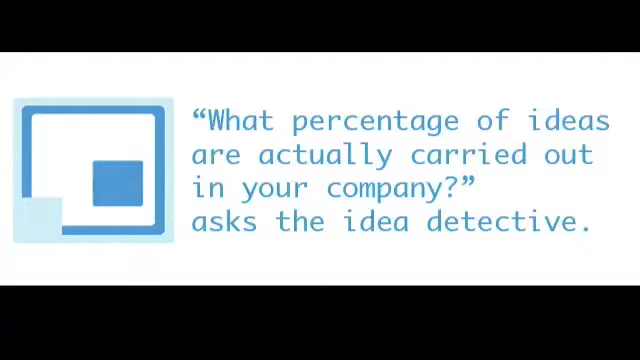 “What percentage of ideas
are actually carried out
in your company?”
asks the idea detective.